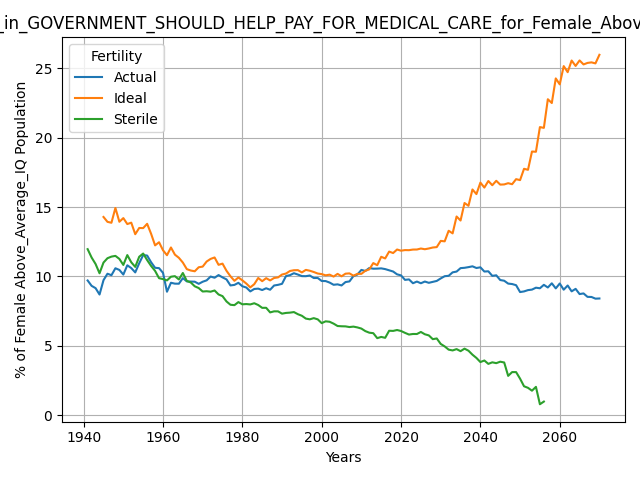 _in_GOVERNMENT_SHOULD_HELP_PAY_FOR_MEDICAL_CARE_for_Female_Abov
Fertility
Actual
Ideal
Sterile
% of Female Above_Average_IQ Population
25
20
15
10
5
0
1940 1960 1980 2000 2020 2040 2060
Years